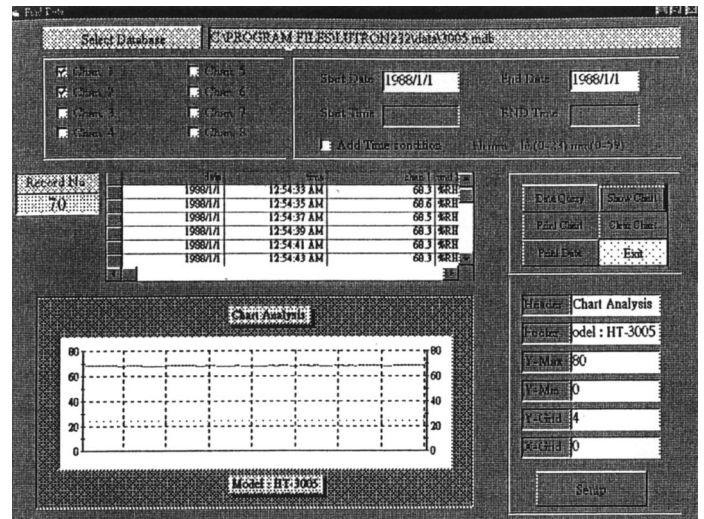 Find Data
Select Database C:\PROGRAM FILES\LUTRON232\data\3005.mdb
Chan. 1 Chan. 5
Chan. 2 Chan. 6
Chan. 3 Chan. 7
Chan. 4 Chan. 8
Start Date 1988/1/1 End Date 1988/1/1
Start Time END Time
Add Time condition
Record No
70
date time chan.1
1998/1/1 12:54:33 AM 68.3 %RH
1998/1/1 12:54:35 AM 68.6 %RH
1998/1/1 12:54:37 AM 68.5 %RH
1998/1/1 12:54:39 AM 68.3 %RH
1998/1/1 12:54:41 AM 68.3 %RH
1998/1/1 12:54:43 AM 68.3 %RH
Data Query Show Chart
Print Chart Clear Chart
Print Data Exit
Chart Analysis
80 80
60 60
40 40
20 20
0 0
Model : HT-3005
Header Chart Analysis
Footer odel : HT-3005
Y-Max 80
Y-Min 0
Y-Grid 4
X-Grid 0
Setup